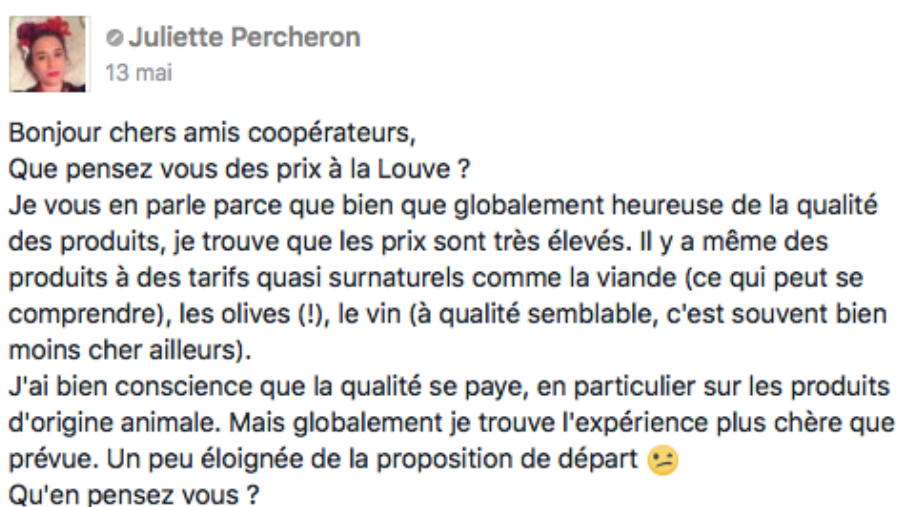 Juliette Percheron
13 mai
Bonjour chers amis coopérateurs,
Que pensez vous des prix à la Louve ?
Je vous en parle parce que bien que globalement heureuse de la qualité
des produits, je trouve que les prix sont très élevés. Il y a même des
produits à des tarifs quasi surnaturels comme la viande (ce qui peut se
comprendre), les olives (!), le vin (à qualité semblable, c'est souvent bien
moins cher ailleurs).
J'ai bien conscience que la qualité se paye, en particulier sur les produits
d'origine animale. Mais globalement je trouve l'expérience plus chère que
prévue. Un peu éloignée de la proposition de départ 🫤
Qu'en pensez vous ?